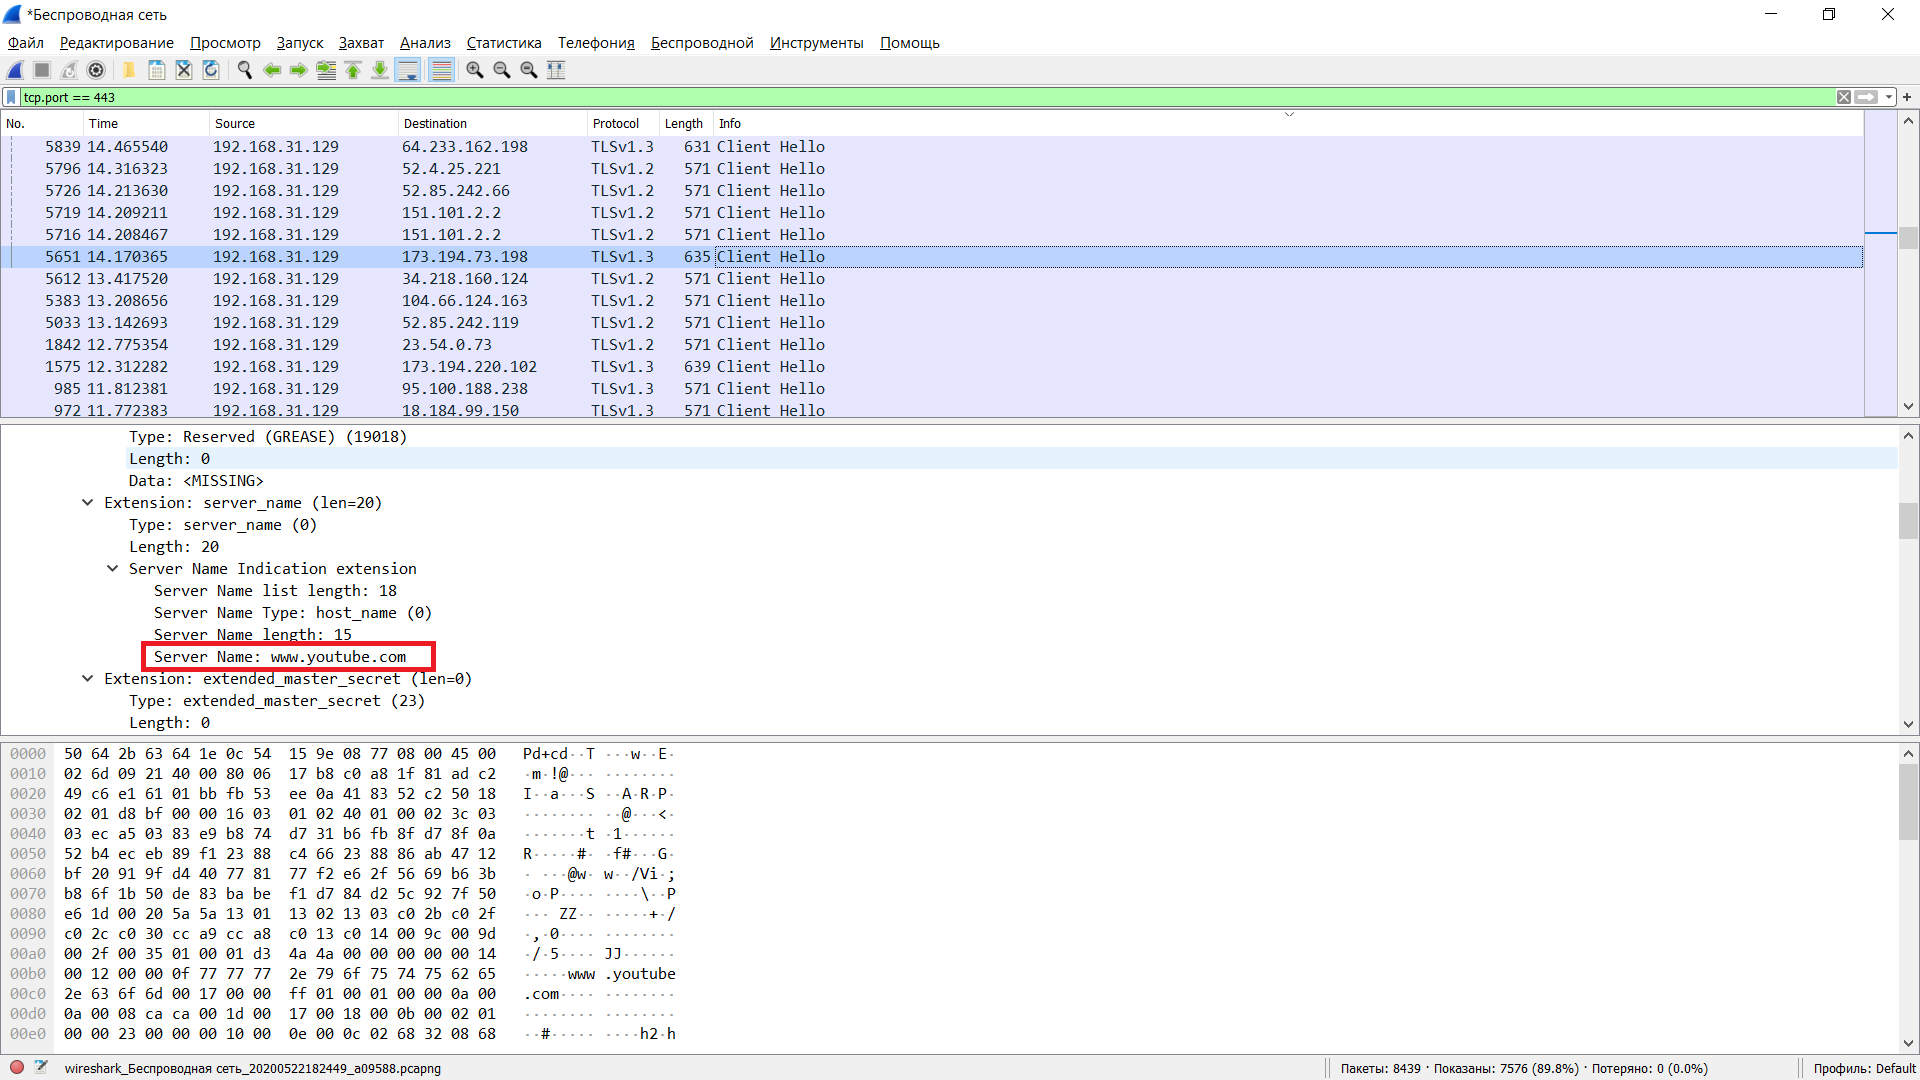 *Беспроводная сеть
Файл Редактирование Просмотр Запуск Захват Анализ Статистика Телефония Беспроводной Инструменты Помощь
tcp.port == 443
No. Time Source Destination Protocol Length Info
5839 14.465540 192.168.31.129 64.233.162.198 TLSv1.3 631 Client Hello
5796 14.316323 192.168.31.129 52.4.25.221 TLSv1.2 571 Client Hello
5726 14.213630 192.168.31.129 52.85.242.66 TLSv1.2 571 Client Hello
5719 14.209211 192.168.31.129 151.101.2.2 TLSv1.2 571 Client Hello
5716 14.208467 192.168.31.129 151.101.2.2 TLSv1.2 571 Client Hello
5651 14.170365 192.168.31.129 173.194.73.198 TLSv1.3 635 Client Hello
5612 13.417520 192.168.31.129 34.218.160.124 TLSv1.2 571 Client Hello
5383 13.208656 192.168.31.129 104.66.124.163 TLSv1.2 571 Client Hello
5033 13.142693 192.168.31.129 52.85.242.119 TLSv1.2 571 Client Hello
1842 12.775354 192.168.31.129 23.54.0.73 TLSv1.2 571 Client Hello
1575 12.312282 192.168.31.129 173.194.220.102 TLSv1.3 639 Client Hello
985 11.812381 192.168.31.129 95.100.188.238 TLSv1.3 571 Client Hello
972 11.772383 192.168.31.129 18.184.99.150 TLSv1.3 571 Client Hello
Type: Reserved (GREASE) (19018)
Length: 0
Data: <MISSING>
Extension: server_name (len=20)
Type: server_name (0)
Length: 20
Server Name Indication extension
Server Name list length: 18
Server Name Type: host_name (0)
Server Name length: 15
Server Name: www.youtube.com
Extension: extended_master_secret (len=0)
Type: extended_master_secret (23)
Length: 0
0000 50 64 2b 63 64 1e 0c 54 15 9e 08 77 08 00 45 00 Pd+cd··T ···w··E·
0010 02 6d 09 21 40 00 80 06 17 b8 c0 a8 1f 81 ad c2 ·m·!@··· ········
0020 49 c6 e1 61 01 bb fb 53 ee 0a 41 83 52 c2 50 18 I··a···S ··A·R·P·
0030 02 01 d8 bf 00 00 16 03 01 02 40 01 00 02 3c 03 ········ ··@···<·
0040 03 ec a5 03 83 e9 b8 74 d7 31 b6 fb 8f d7 8f 0a ·······t ·1······
0050 52 b4 ec eb 89 f1 23 88 c4 66 23 88 86 ab 47 12 R·····#· ·f#···G·
0060 bf 20 91 9f d4 40 77 81 77 f2 e6 2f 56 69 b6 3b · ···@w· w··/Vi·;
0070 b8 6f 1b 50 de 83 ba be f1 d7 84 d2 5c 92 7f 50 ·o·P···· ····\··P
0080 e6 1d 00 20 5a 5a 13 01 13 02 13 03 c0 2b c0 2f ··· ZZ·· ·····+·/
0090 c0 2c c0 30 cc a9 cc a8 c0 13 c0 14 00 9c 00 9d ·,·0···· ········
00a0 00 2f 00 35 01 00 01 d3 4a 4a 00 00 00 00 00 14 ·/·5···· JJ······
00b0 00 12 00 00 0f 77 77 77 2e 79 6f 75 74 75 62 65 ·····www .youtube
00c0 2e 63 6f 6d 00 17 00 00 ff 01 00 01 00 00 0a 00 .com···· ········
00d0 0a 00 08 ca ca 00 1d 00 17 00 18 00 0b 00 02 01 ········ ········
00e0 00 00 23 00 00 00 10 00 0e 00 0c 02 68 32 08 68 ··#····· ····h2·h
wireshark_Беспроводная сеть_20200522182449_a09588.pcapng Пакеты: 8439 · Показаны: 7576 (89.8%) · Потеряно: 0 (0.0%) Профиль: Default